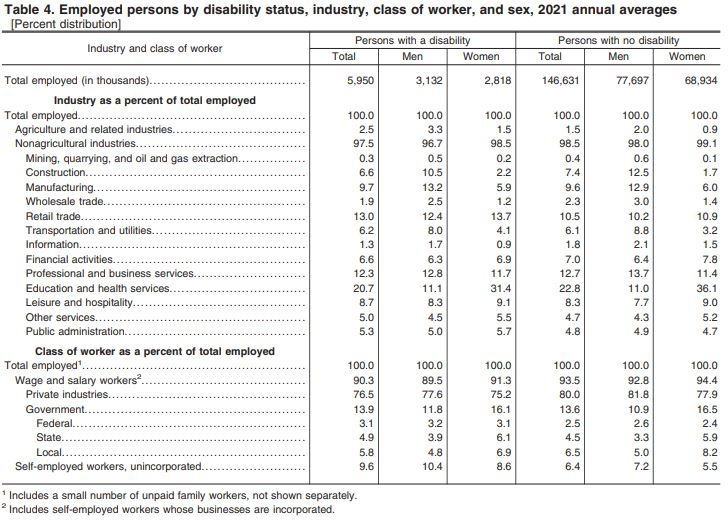 Table 4. Employed persons by disability status, industry, class of worker, and sex, 2021 annual averages
[Percent distribution]
Industry and class of worker Persons with a disability Persons with no disability
Total Men Women Total Men Women
Total employed (in thousands) 5,950 3,132 2,818 146,631 77,697 68,934
Industry as a percent of total employed
Total employed 100.0 100.0 100.0 100.0 100.0 100.0
Agriculture and related industries 2.5 3.3 1.5 1.5 2.0 0.9
Nonagricultural industries 97.5 96.7 98.5 98.5 98.0 99.1
Mining, quarrying, and oil and gas extraction 0.3 0.5 0.2 0.4 0.6 0.1
Construction 6.6 10.5 2.2 7.4 12.5 1.7
Manufacturing 9.7 13.2 5.9 9.6 12.9 6.0
Wholesale trade 1.9 2.5 1.2 2.3 3.0 1.4
Retail trade 13.0 12.4 13.7 10.5 10.2 10.9
Transportation and utilities 6.2 8.0 4.1 6.1 8.8 3.2
Information 1.3 1.7 0.9 1.8 2.1 1.5
Financial activities 6.6 6.3 6.9 7.0 6.4 7.8
Professional and business services 12.3 12.8 11.7 12.7 13.7 11.4
Education and health services 20.7 11.1 31.4 22.8 11.0 36.1
Leisure and hospitality 8.7 8.3 9.1 8.3 7.7 9.0
Other services 5.0 4.5 5.5 4.7 4.3 5.2
Public administration 5.3 5.0 5.7 4.8 4.9 4.7
Class of worker as a percent of total employed
Total employed¹ 100.0 100.0 100.0 100.0 100.0 100.0
Wage and salary workers² 90.3 89.5 91.3 93.5 92.8 94.4
Private industries 76.5 77.6 75.2 80.0 81.8 77.9
Government 13.9 11.8 16.1 13.6 10.9 16.5
Federal 3.1 3.2 3.1 2.5 2.6 2.4
State 4.9 3.9 6.1 4.5 3.3 5.9
Local 5.8 4.8 6.9 6.5 5.0 8.2
Self-employed workers, unincorporated 9.6 10.4 8.6 6.4 7.2 5.5
¹ Includes a small number of unpaid family workers, not shown separately.
² Includes self-employed workers whose businesses are incorporated.